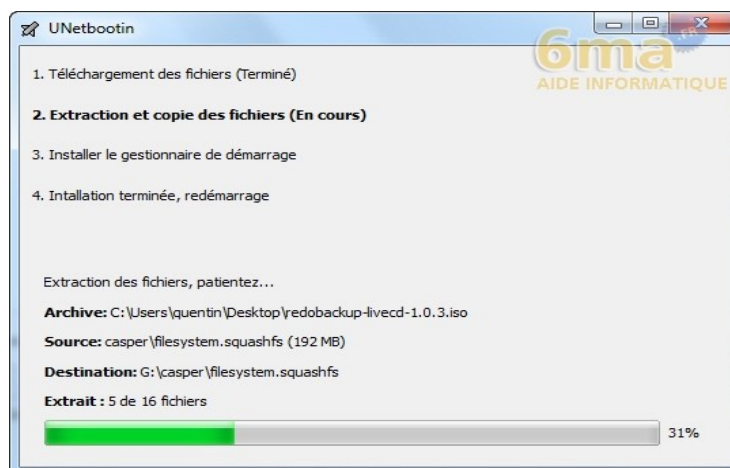 UNetbootin
6ma
.FR
AIDE INFORMATIQUE
1. Téléchargement des fichiers (Terminé)
2. Extraction et copie des fichiers (En cours)
3. Installer le gestionnaire de démarrage
4. Intallation terminée, redémarrage
Extraction des fichiers, patientez...
Archive: C:\Users\quentin\Desktop\redobackup-livecd-1.0.3.iso
Source: casper\filesystem.squashfs (192 MB)
Destination: G:\casper\filesystem.squashfs
Extrait : 5 de 16 fichiers
31%